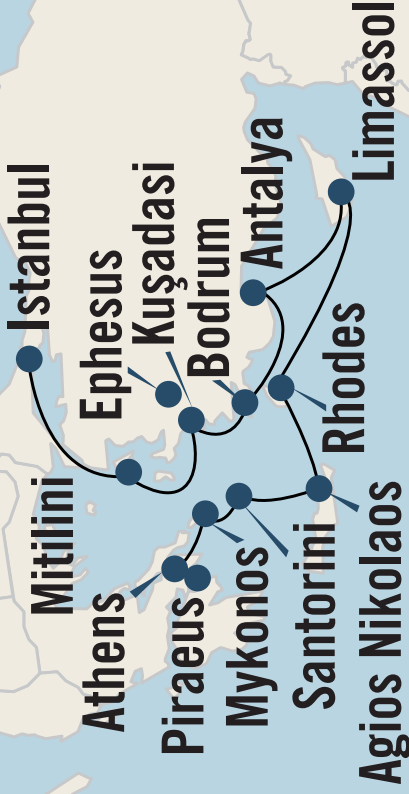 Istanbul
Ephesus
Kuşadasi
Bodrum
Antalya
Limassol
Mitilini
Athens
Piraeus
Mykonos
Santorini
Rhodes
Agios Nikolaos